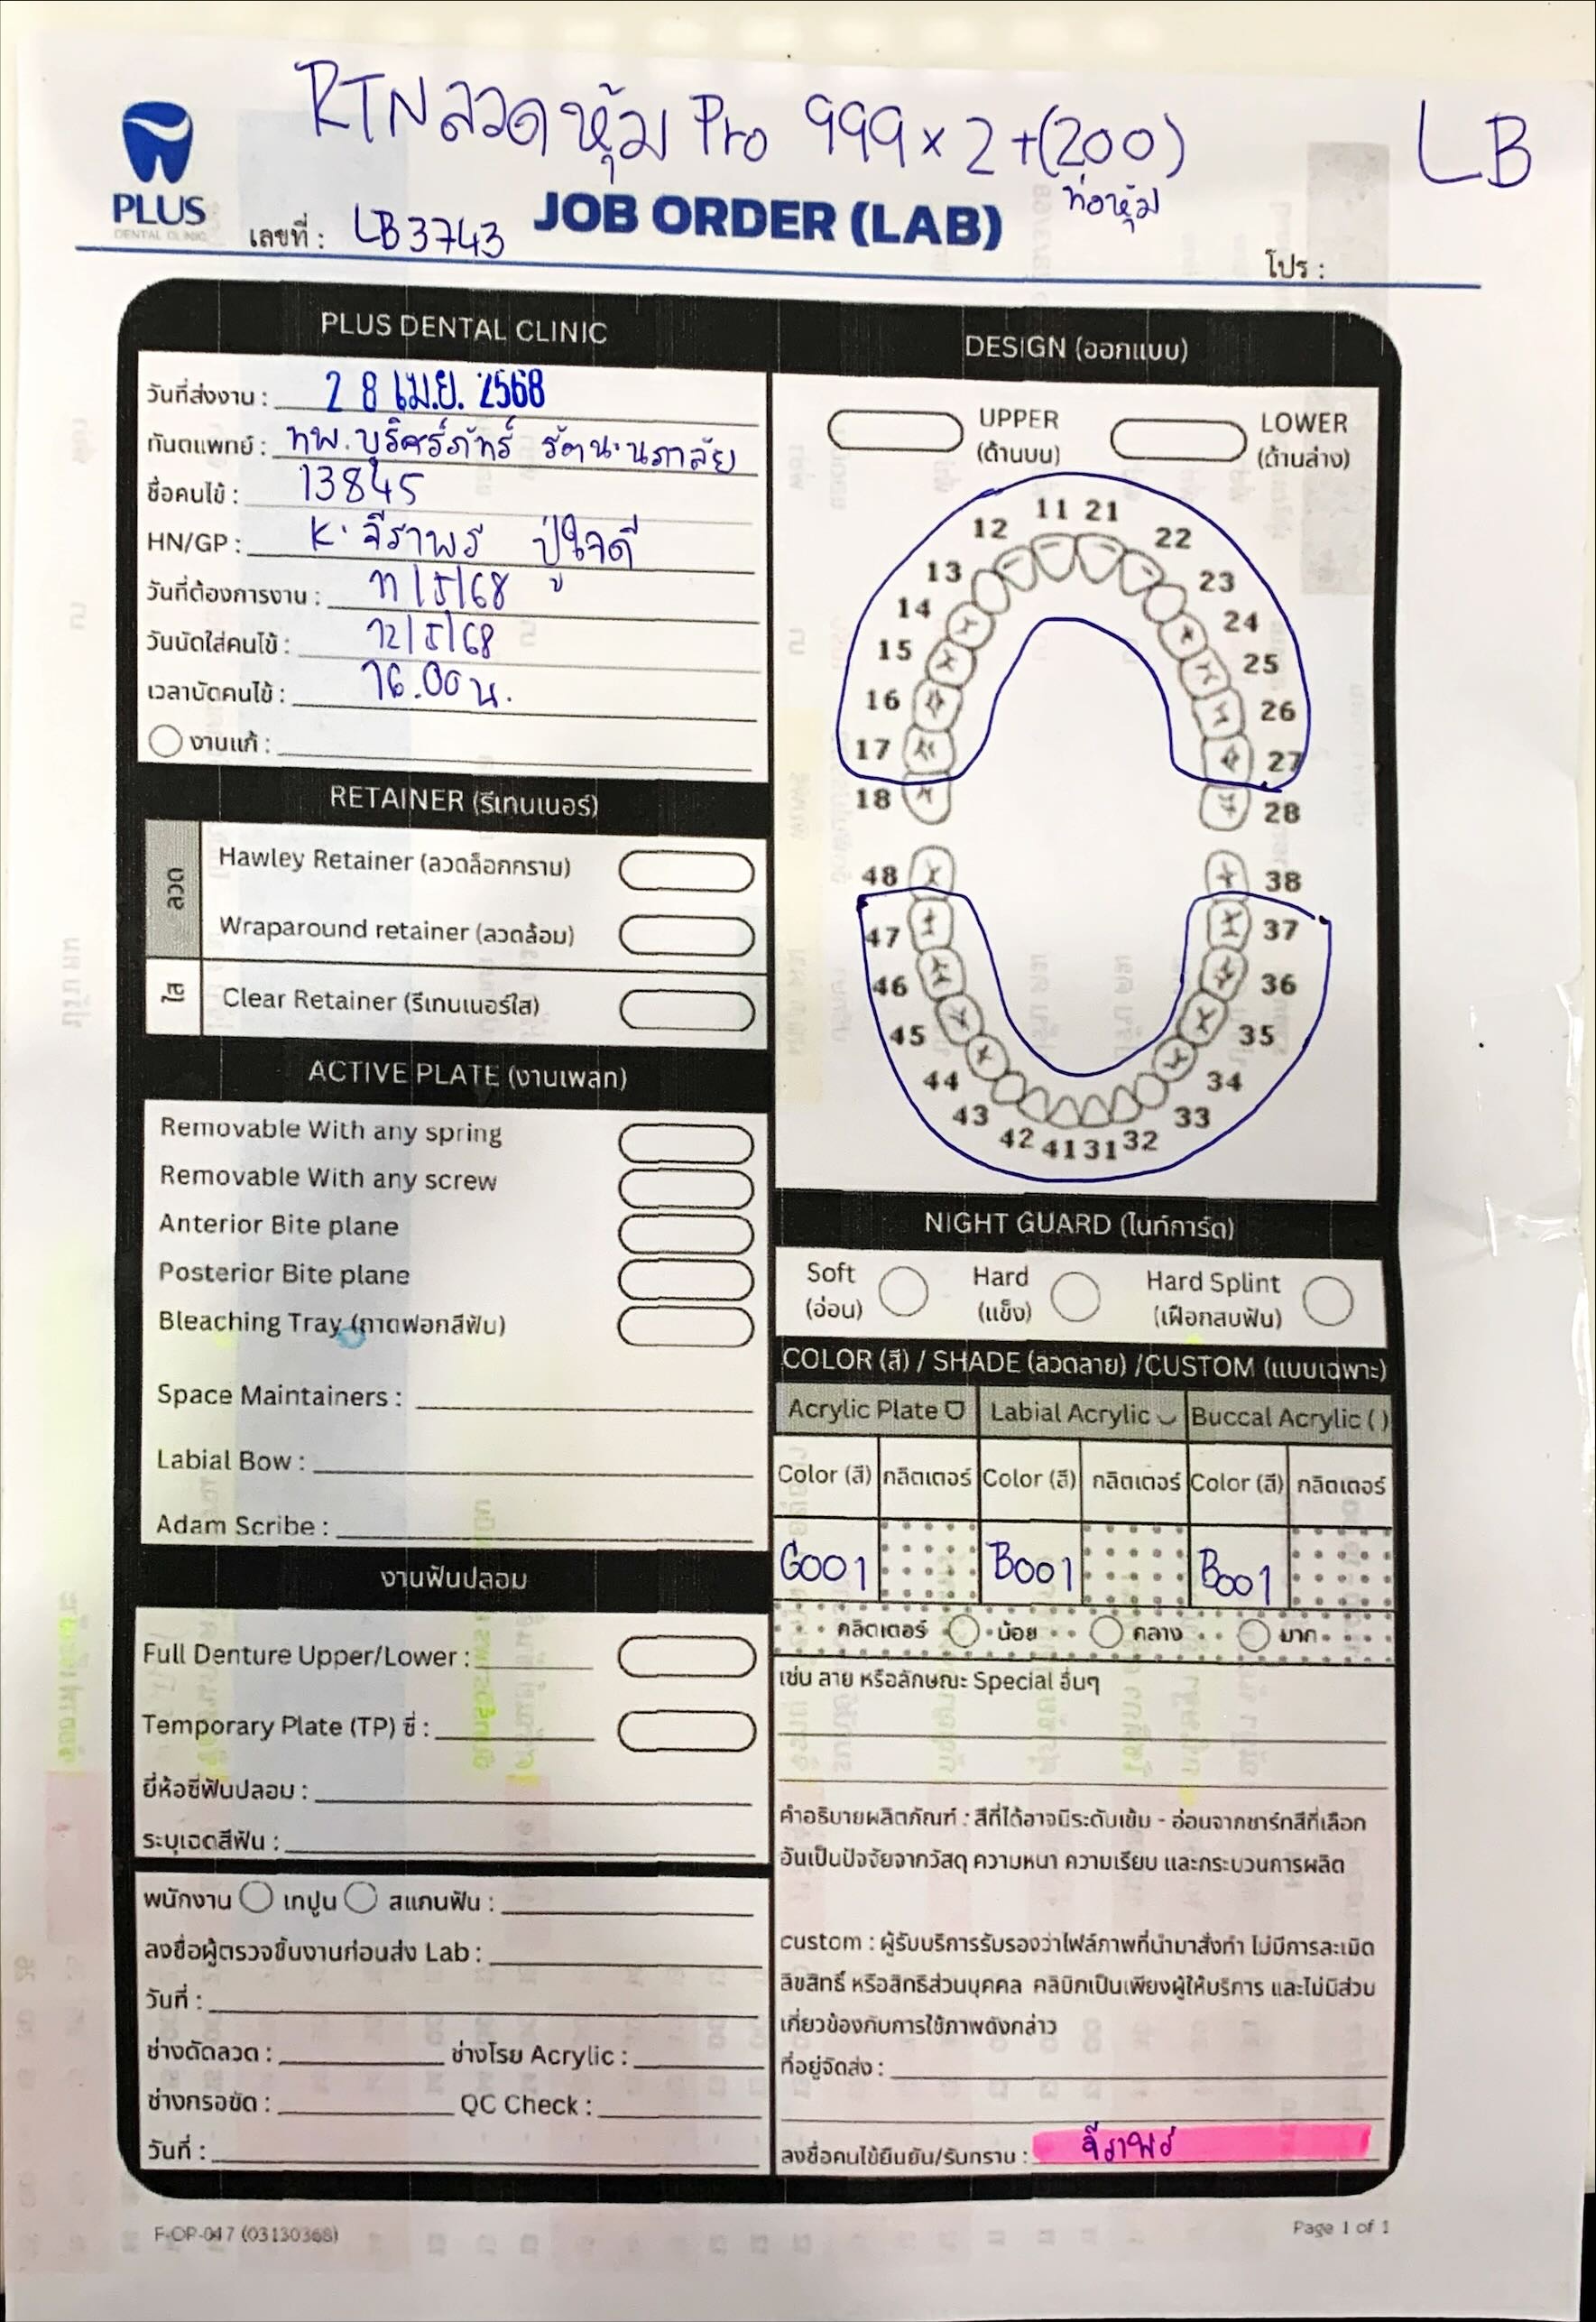 RTN ลวดหุ้ม Pro 999 x 2 + (200)
ท่อหุ้ม
LB
PLUS
DENTAL CLINIC
เลขที่ : LB3743
JOB ORDER (LAB)
โปร :
PLUS DENTAL CLINIC
วันที่ส่งงาน : 28 เม.ย. 2568
ทันตแพทย์ : ทพ.บุริศร์ภัทร์ รัตนะนภาลัย
ชื่อคนไข้ : 13845
HN/GP : K. จีราพร ปู่ใจดี
วันที่ต้องการงาน : 11/5/68
วันนัดใส่คนไข้ : 12/5/68
เวลานัดคนไข้ : 16.00 น.
งานแก้ :
RETAINER (รีเทนเนอร์)
ลวด
Hawley Retainer (ลวดล็อกกราม)
Wraparound retainer (ลวดล้อม)
ใส
Clear Retainer (รีเทนเนอร์ใส)
ACTIVE PLATE (งานเพลท)
Removable With any spring
Removable With any screw
Anterior Bite plane
Posterior Bite plane
Bleaching Tray (ถาดฟอกสีฟัน)
Space Maintainers :
Labial Bow :
Adam Scribe :
งานฟันปลอม
Full Denture Upper/Lower :
Temporary Plate (TP) ซี่ :
ยี่ห้อซี่ฟันปลอม :
ระบุเฉดสีฟัน :
พนักงาน เทปูน สแกนฟัน :
ลงชื่อผู้ตรวจชิ้นงานก่อนส่ง Lab :
วันที่ :
ช่างดัดลวด : ช่างโรย Acrylic :
ช่างกรอขัด : QC Check :
วันที่ :
DESIGN (ออกแบบ)
UPPER LOWER
(ด้านบน) (ด้านล่าง)
11 21
12 22
13 23
14 24
15 25
16 26
17 27
18 28
48 38
47 37
46 36
45 35
44 34
43 33
42 41 31 32
NIGHT GUARD (ไนท์การ์ด)
Soft Hard Hard Splint
(อ่อน) (แข็ง) (เฝือกสบฟัน)
COLOR (สี) / SHADE (ลวดลาย) /CUSTOM (แบบเฉพาะ)
Acrylic Plate Labial Acrylic Buccal Acrylic ( )
Color (สี) กลิตเตอร์ Color (สี) กลิตเตอร์ Color (สี) กลิตเตอร์
G001 B001 B001
กลิตเตอร์ น้อย กลาง มาก
เช่น ลาย หรือลักษณะ Special อื่นๆ
คำอธิบายผลิตภัณฑ์ : สีที่ได้อาจมีระดับเข้ม - อ่อนจากชาร์ทสีที่เลือก
อันเป็นปัจจัยจากวัสดุ ความหนา ความเรียบ และกระบวนการผลิต
custom : ผู้รับบริการรับรองว่าไฟล์ภาพที่นำมาสั่งทำ ไม่มีการละเมิด
ลิขสิทธิ์ หรือสิทธิส่วนบุคคล คลินิกเป็นเพียงผู้ให้บริการ และไม่มีส่วน
เกี่ยวข้องกับการใช้ภาพดังกล่าว
ที่อยู่จัดส่ง :
ลงชื่อคนไข้ยืนยัน/รับทราบ : จีราพร
F-OP-047 (03130368)
Page 1 of 1